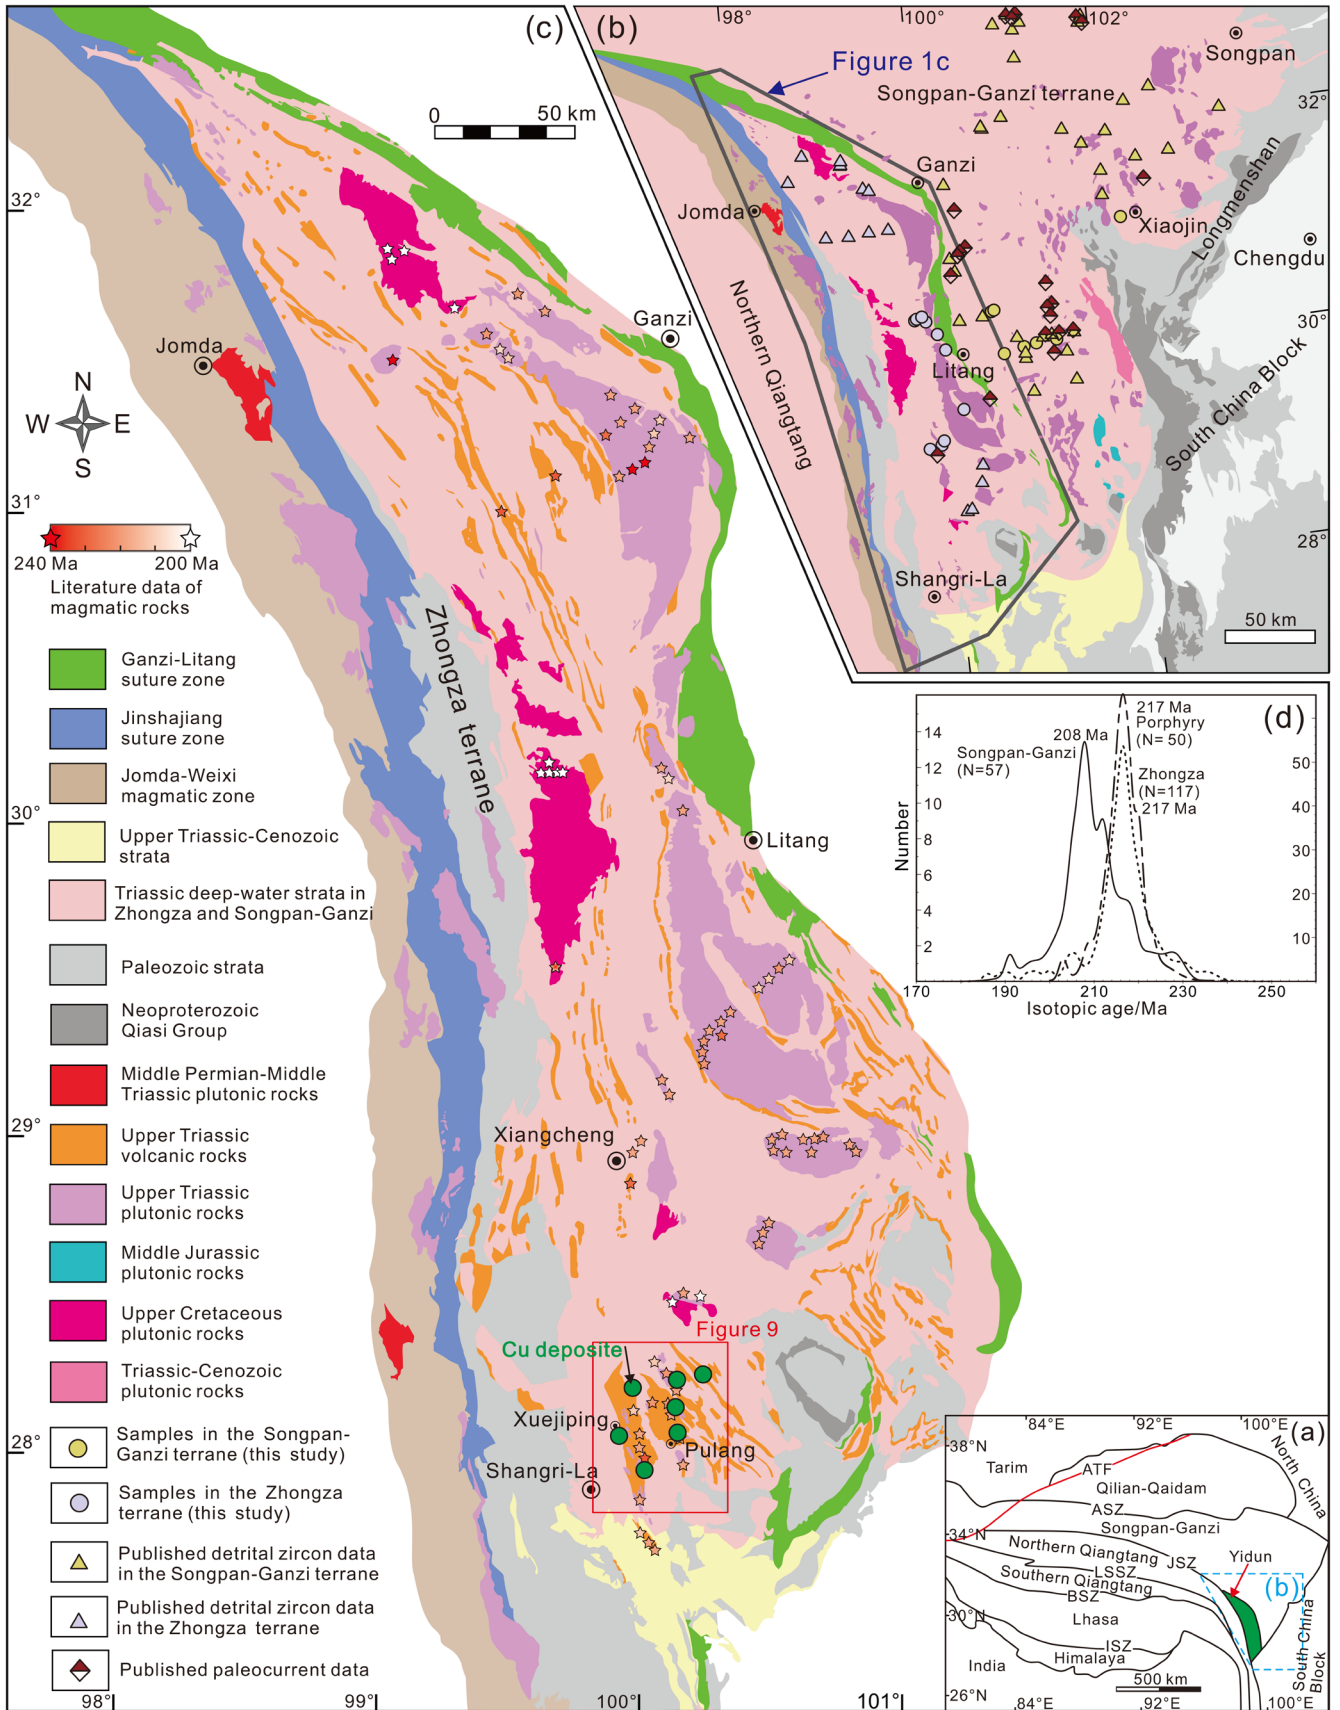 (c)
0 50 km
32°
31°
30°
29°
28°
98°
99°
100°
101°
Jomda
Ganzi
N
W E
S
240 Ma 200 Ma
Literature data of
magmatic rocks
Zhongza terrane
Litang
Xiangcheng
Figure 9
Cu deposite
Xuejiping
Pulang
Shangri-La
Ganzi-Litang
suture zone
Jinshajiang
suture zone
Jomda-Weixi
magmatic zone
Upper Triassic-Cenozoic
strata
Triassic deep-water strata in
Zhongza and Songpan-Ganzi
Paleozoic strata
Neoproterozoic
Qiasi Group
Middle Permian-Middle
Triassic plutonic rocks
Upper Triassic
volcanic rocks
Upper Triassic
plutonic rocks
Middle Jurassic
plutonic rocks
Upper Cretaceous
plutonic rocks
Triassic-Cenozoic
plutonic rocks
Samples in the Songpan-
Ganzi terrane (this study)
Samples in the Zhongza
terrane (this study)
Published detrital zircon data
in the Songpan-Ganzi terrane
Published detrital zircon data
in the Zhongza terrane
Published paleocurrent data
(b)
98°
100°
102°
32°
30°
28°
Figure 1c
Songpan-Ganzi terrane
Songpan
Ganzi
Jomda
Xiaojin
Longmenshan
Chengdu
Northern Qiangtang
Litang
South China Block
Shangri-La
50 km
(d)
217 Ma
Porphyry
(N= 50)
208 Ma
Songpan-Ganzi
(N=57)
Zhongza
(N=117)
217 Ma
Number
14
12
10
8
6
4
2
50
40
30
20
10
170 190 210 230 250
Isotopic age/Ma
(a)
84°E 92°E 100°E
38°N
34°N
30°N
26°N
Tarim
ATF
Qilian-Qaidam
North China
ASZ
Songpan-Ganzi
Northern Qiangtang
JSZ
Yidun
LSSZ
Southern Qiangtang
BSZ
(b)
Lhasa
ISZ
Himalaya
India
South China
Block
500 km
84°E 92°E 100°E